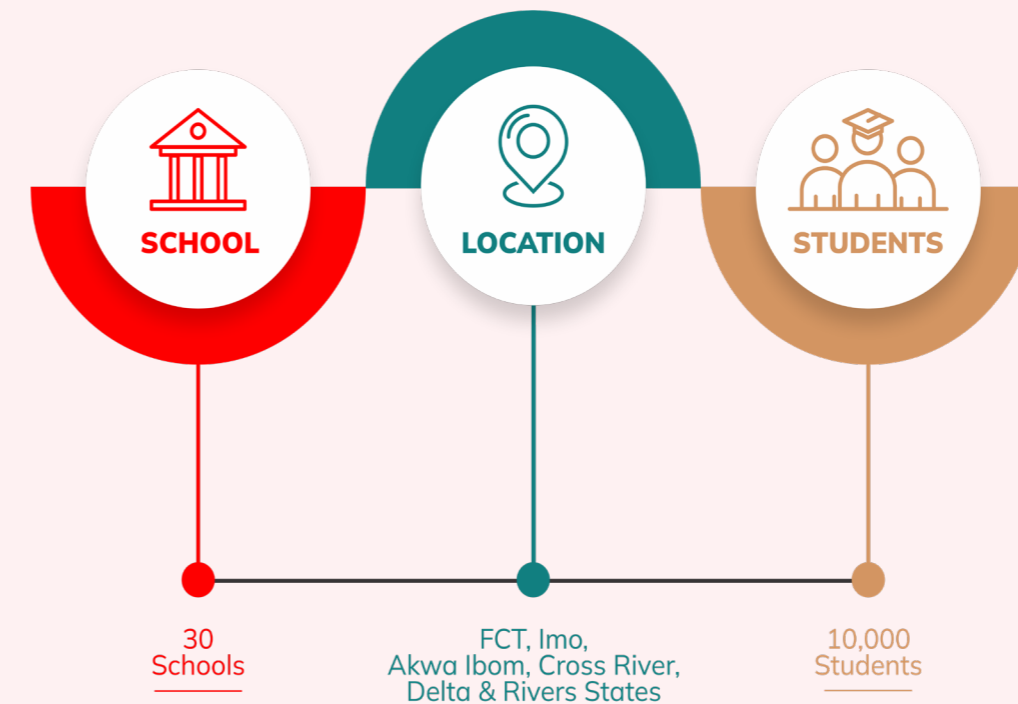 SCHOOL
LOCATION
STUDENTS
30
Schools
FCT, Imo,
Akwa Ibom, Cross River,
Delta & Rivers States
10,000
Students